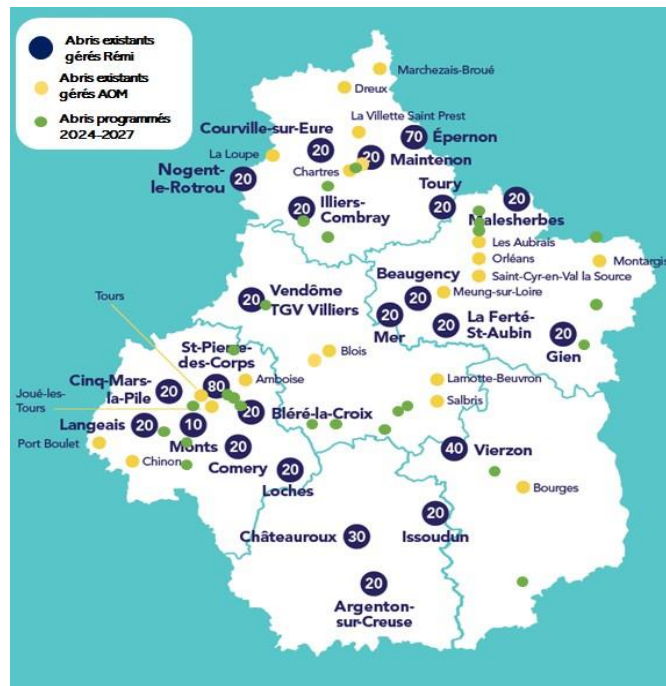 Abris existants
gérés Rémi
Abris existants
gérés AOM
Abris programmés
2024-2027
Marchezais-Broué
Dreux
La Villette Saint Prest
Courville-sur-Eure
70
Épernon
La Loupe
20
20
Maintenon
Chartres
Nogent-
le-Rotrou
20
Toury
20
Illiers-
Combray
20
20
Malesherbes
Les Aubrais
Orléans
Montargis
Saint-Cyr-en-Val la Source
Beaugency
Meung-sur-Loire
20
Tours
20
Vendôme
TGV Villiers
20
Mer
20
La Ferté-
St-Aubin
20
Gien
St-Pierre-
des-Corps
Blois
Cinq-Mars-
la-Pile
20
80
Amboise
Lamotte-Beuvron
Joué-les-
Tours
20
Bléré-la-Croix
Salbris
Langeais
20
10
Monts
Port Boulet
Chinon
20
Comery
40
Vierzon
20
Loches
Bourges
20
Issoudun
Châteauroux
30
20
Argenton-
sur-Creuse